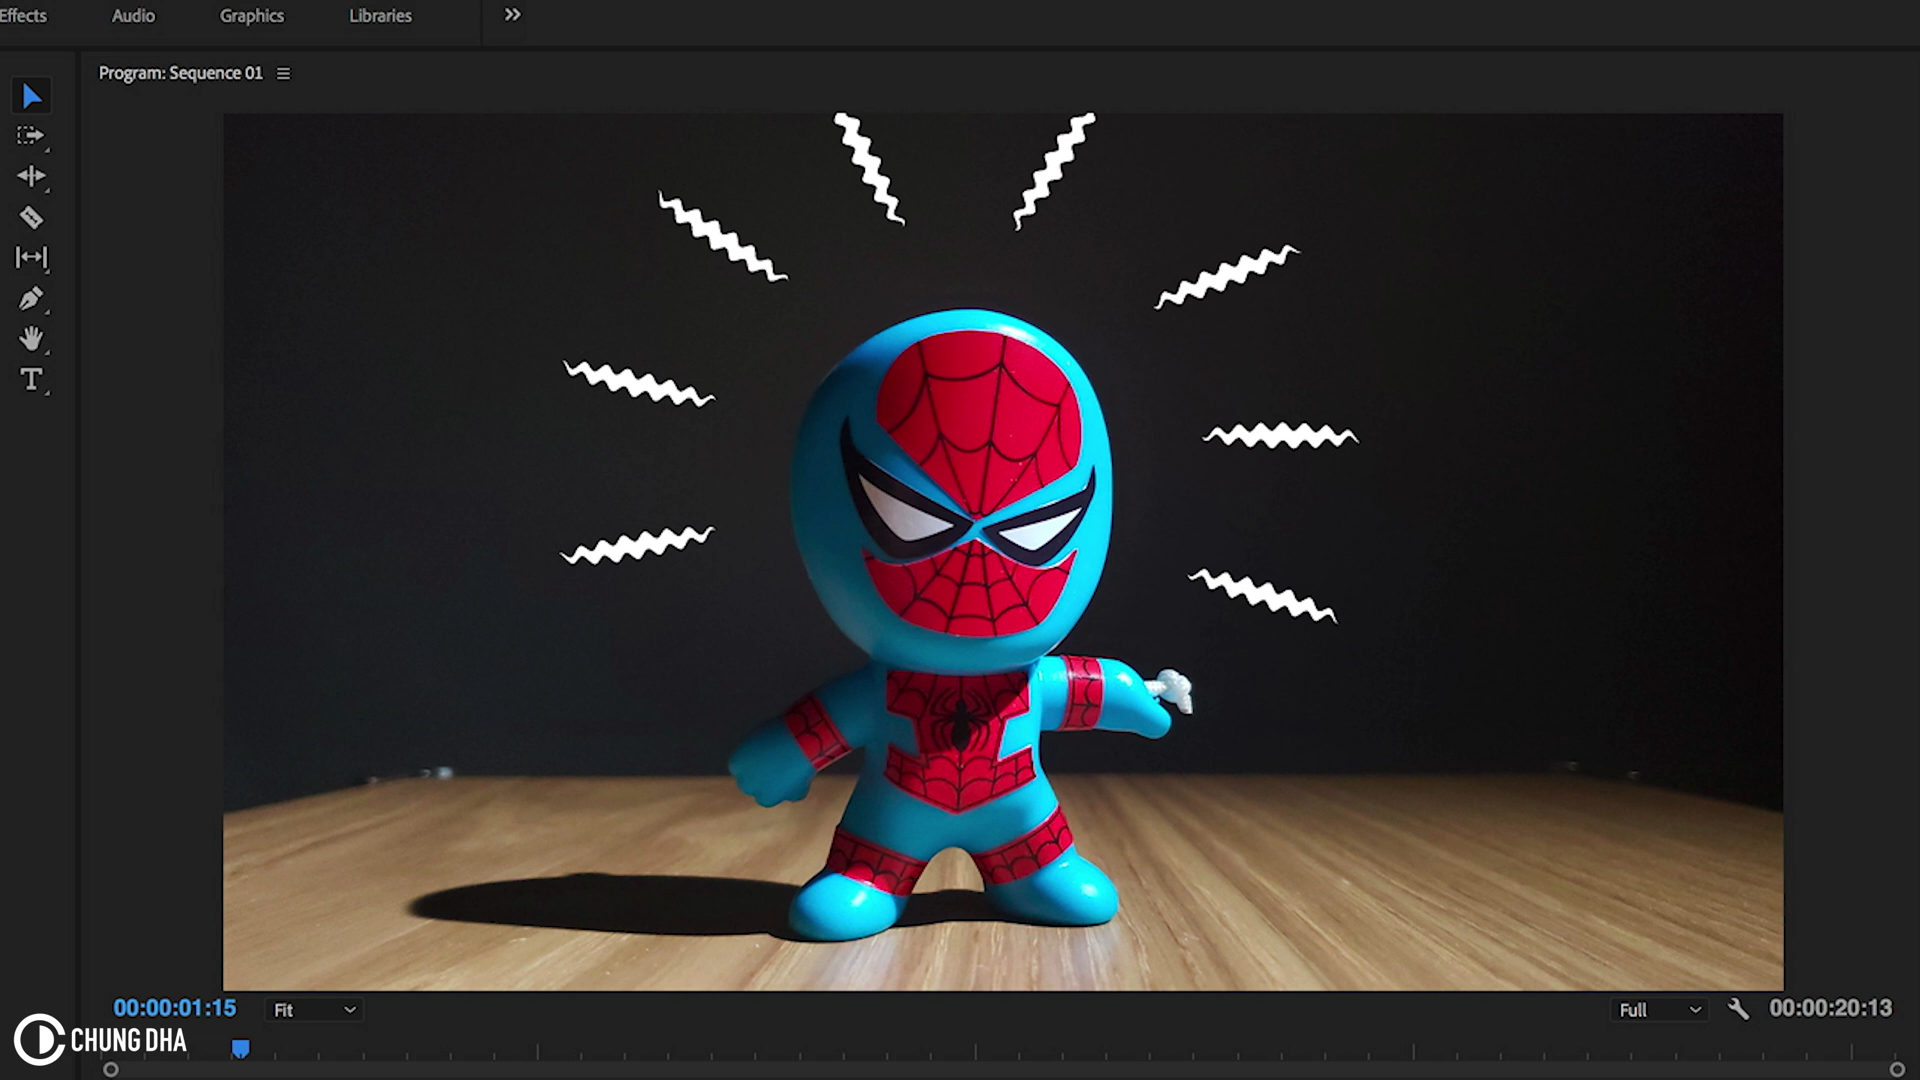 Effects Audio Graphics Libraries
Program: Sequence 01
00:00:01:15 Fit Full 00:00:20:13
CHUNG DHA